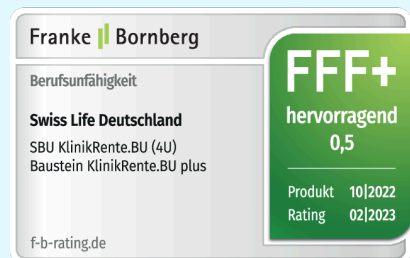 Franke Bornberg
Berufsunfähigkeit
Swiss Life Deutschland
SBU KlinikRente.BU (4U)
Baustein KlinikRente.BU plus
f-b-rating.de
FFF+
hervorragend
0,5
Produkt 10|2022
Rating 02|2023